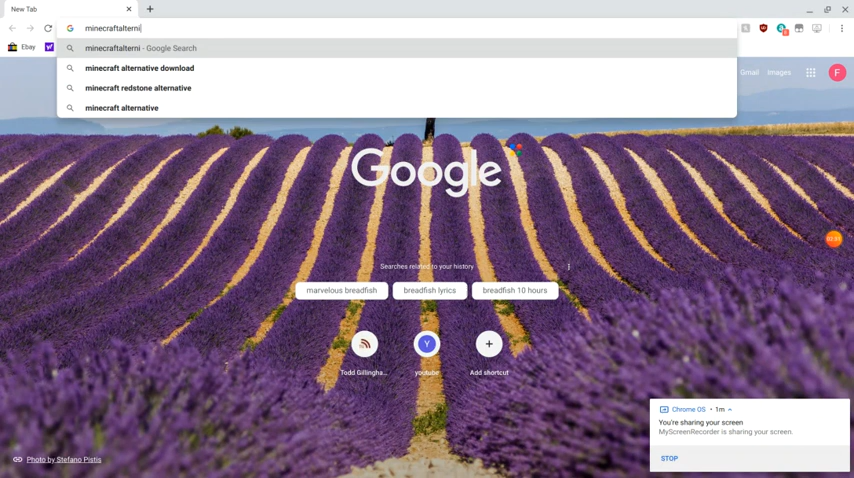 New Tab
minecraftalterni
Ebay
minecraftalterni - Google Search
minecraft alternative download
minecraft redstone alternative
minecraft alternative
Gmail Images F
Google
Searches related to your history
marvelous breadfish breadfish lyrics breadfish 10 hours
Y
Todd Gillingha... youtube Add shortcut
Chrome OS • 1m
You're sharing your screen
MyScreenRecorder is sharing your screen.
STOP
Photo by Stefano Pistis